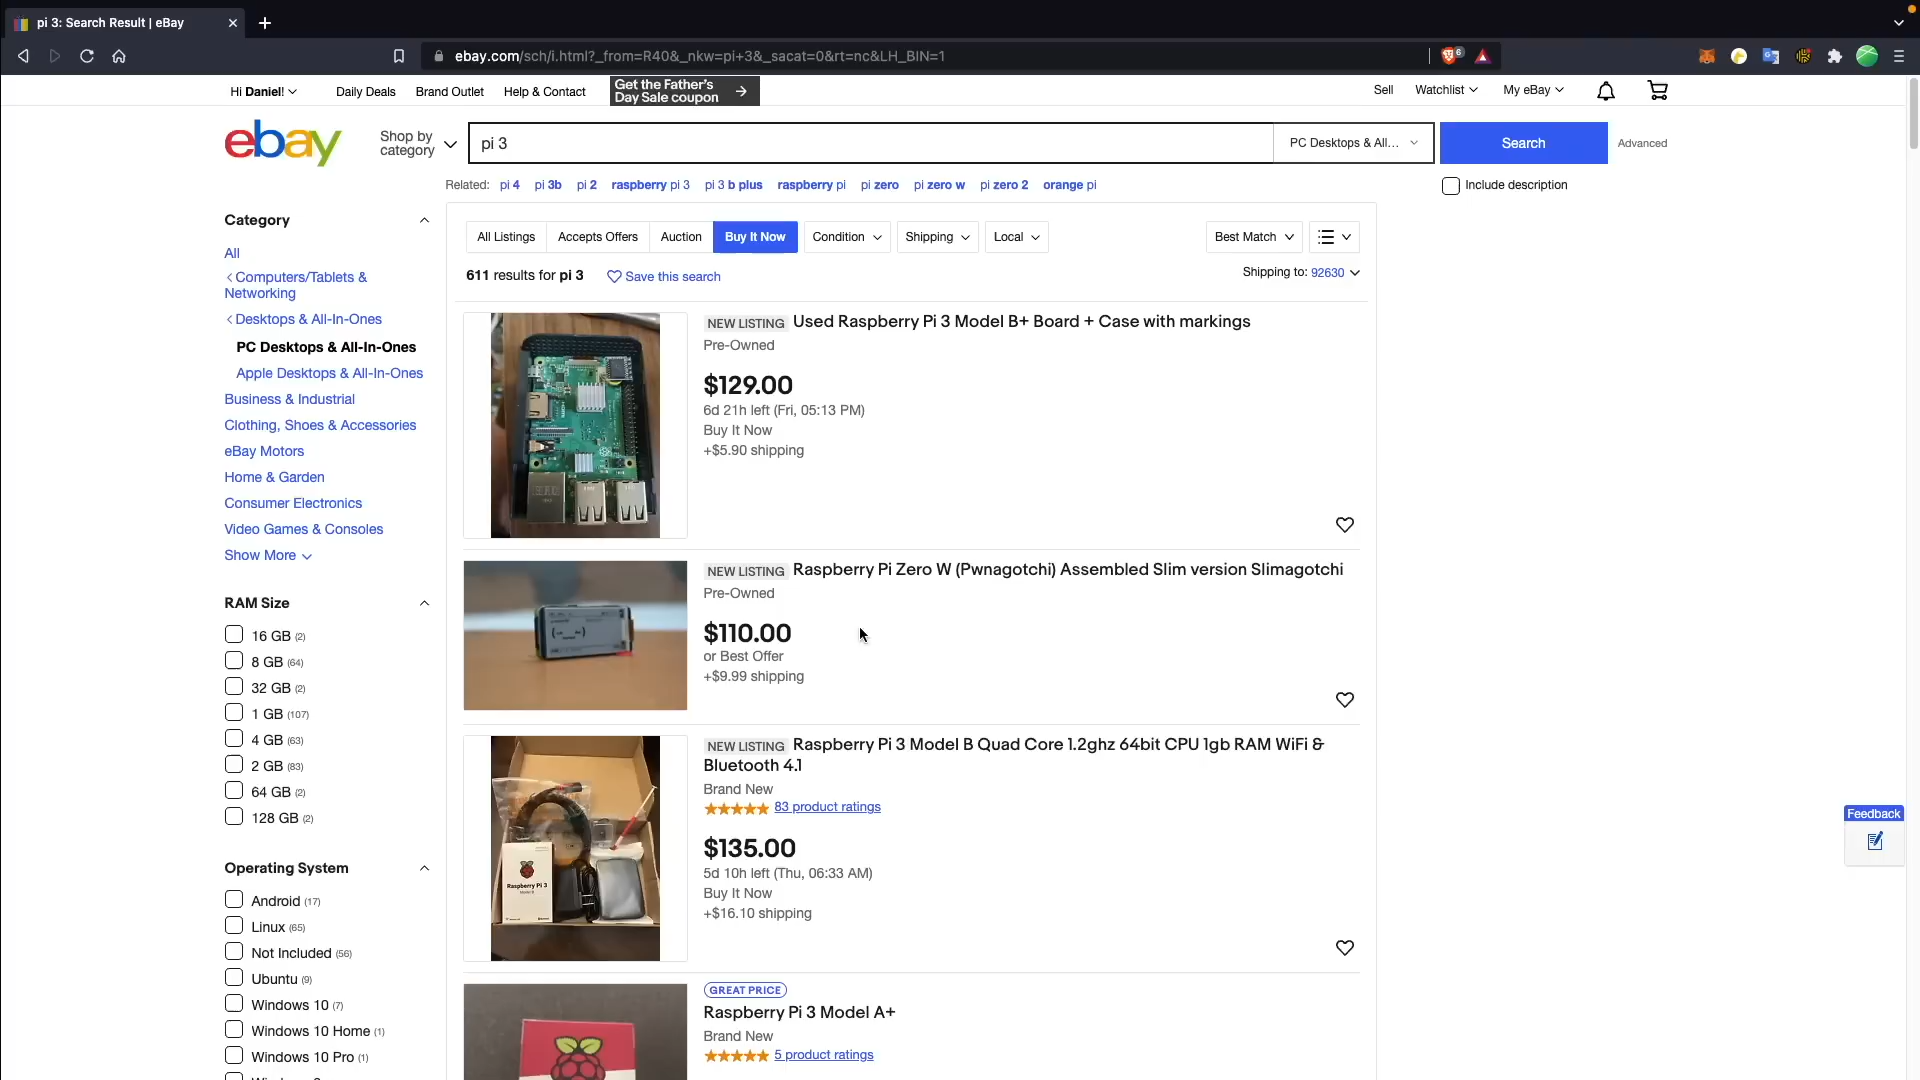 pi 3: Search Result | eBay
ebay.com/sch/i.html?_from=R40&_nkw=pi+3&_sacat=0&rt=nc&LH_BIN=1
6
Hi Daniel!
Daily Deals
Brand Outlet
Help & Contact
Get the Father's
Day Sale coupon
Sell
Watchlist
My eBay
ebay
Shop by
category
pi 3
PC Desktops & All...
Search
Advanced
Related: pi 4 pi 3b pi 2 raspberry pi 3 pi 3 b plus raspberry pi pi zero pi zero w pi zero 2 orange pi
Include description
Category
All
Computers/Tablets &
Networking
Desktops & All-In-Ones
PC Desktops & All-In-Ones
Apple Desktops & All-In-Ones
Business & Industrial
Clothing, Shoes & Accessories
eBay Motors
Home & Garden
Consumer Electronics
Video Games & Consoles
Show More
RAM Size
16 GB (2)
8 GB (64)
32 GB (2)
1 GB (107)
4 GB (63)
2 GB (83)
64 GB (2)
128 GB (2)
Operating System
Android (17)
Linux (65)
Not Included (56)
Ubuntu (9)
Windows 10 (7)
Windows 10 Home (1)
Windows 10 Pro (1)
All Listings
Accepts Offers
Auction
Buy It Now
Condition
Shipping
Local
Best Match
611 results for pi 3
Save this search
Shipping to: 92630
NEW LISTING Used Raspberry Pi 3 Model B+ Board + Case with markings
Pre-Owned
$129.00
6d 21h left (Fri, 05:13 PM)
Buy It Now
+$5.90 shipping
NEW LISTING Raspberry Pi Zero W (Pwnagotchi) Assembled Slim version Slimagotchi
Pre-Owned
$110.00
or Best Offer
+$9.99 shipping
NEW LISTING Raspberry Pi 3 Model B Quad Core 1.2ghz 64bit CPU 1gb RAM WiFi &
Bluetooth 4.1
Brand New
83 product ratings
$135.00
5d 10h left (Thu, 06:33 AM)
Buy It Now
+$16.10 shipping
Raspberry Pi 3
GREAT PRICE
Raspberry Pi 3 Model A+
Brand New
5 product ratings
Feedback